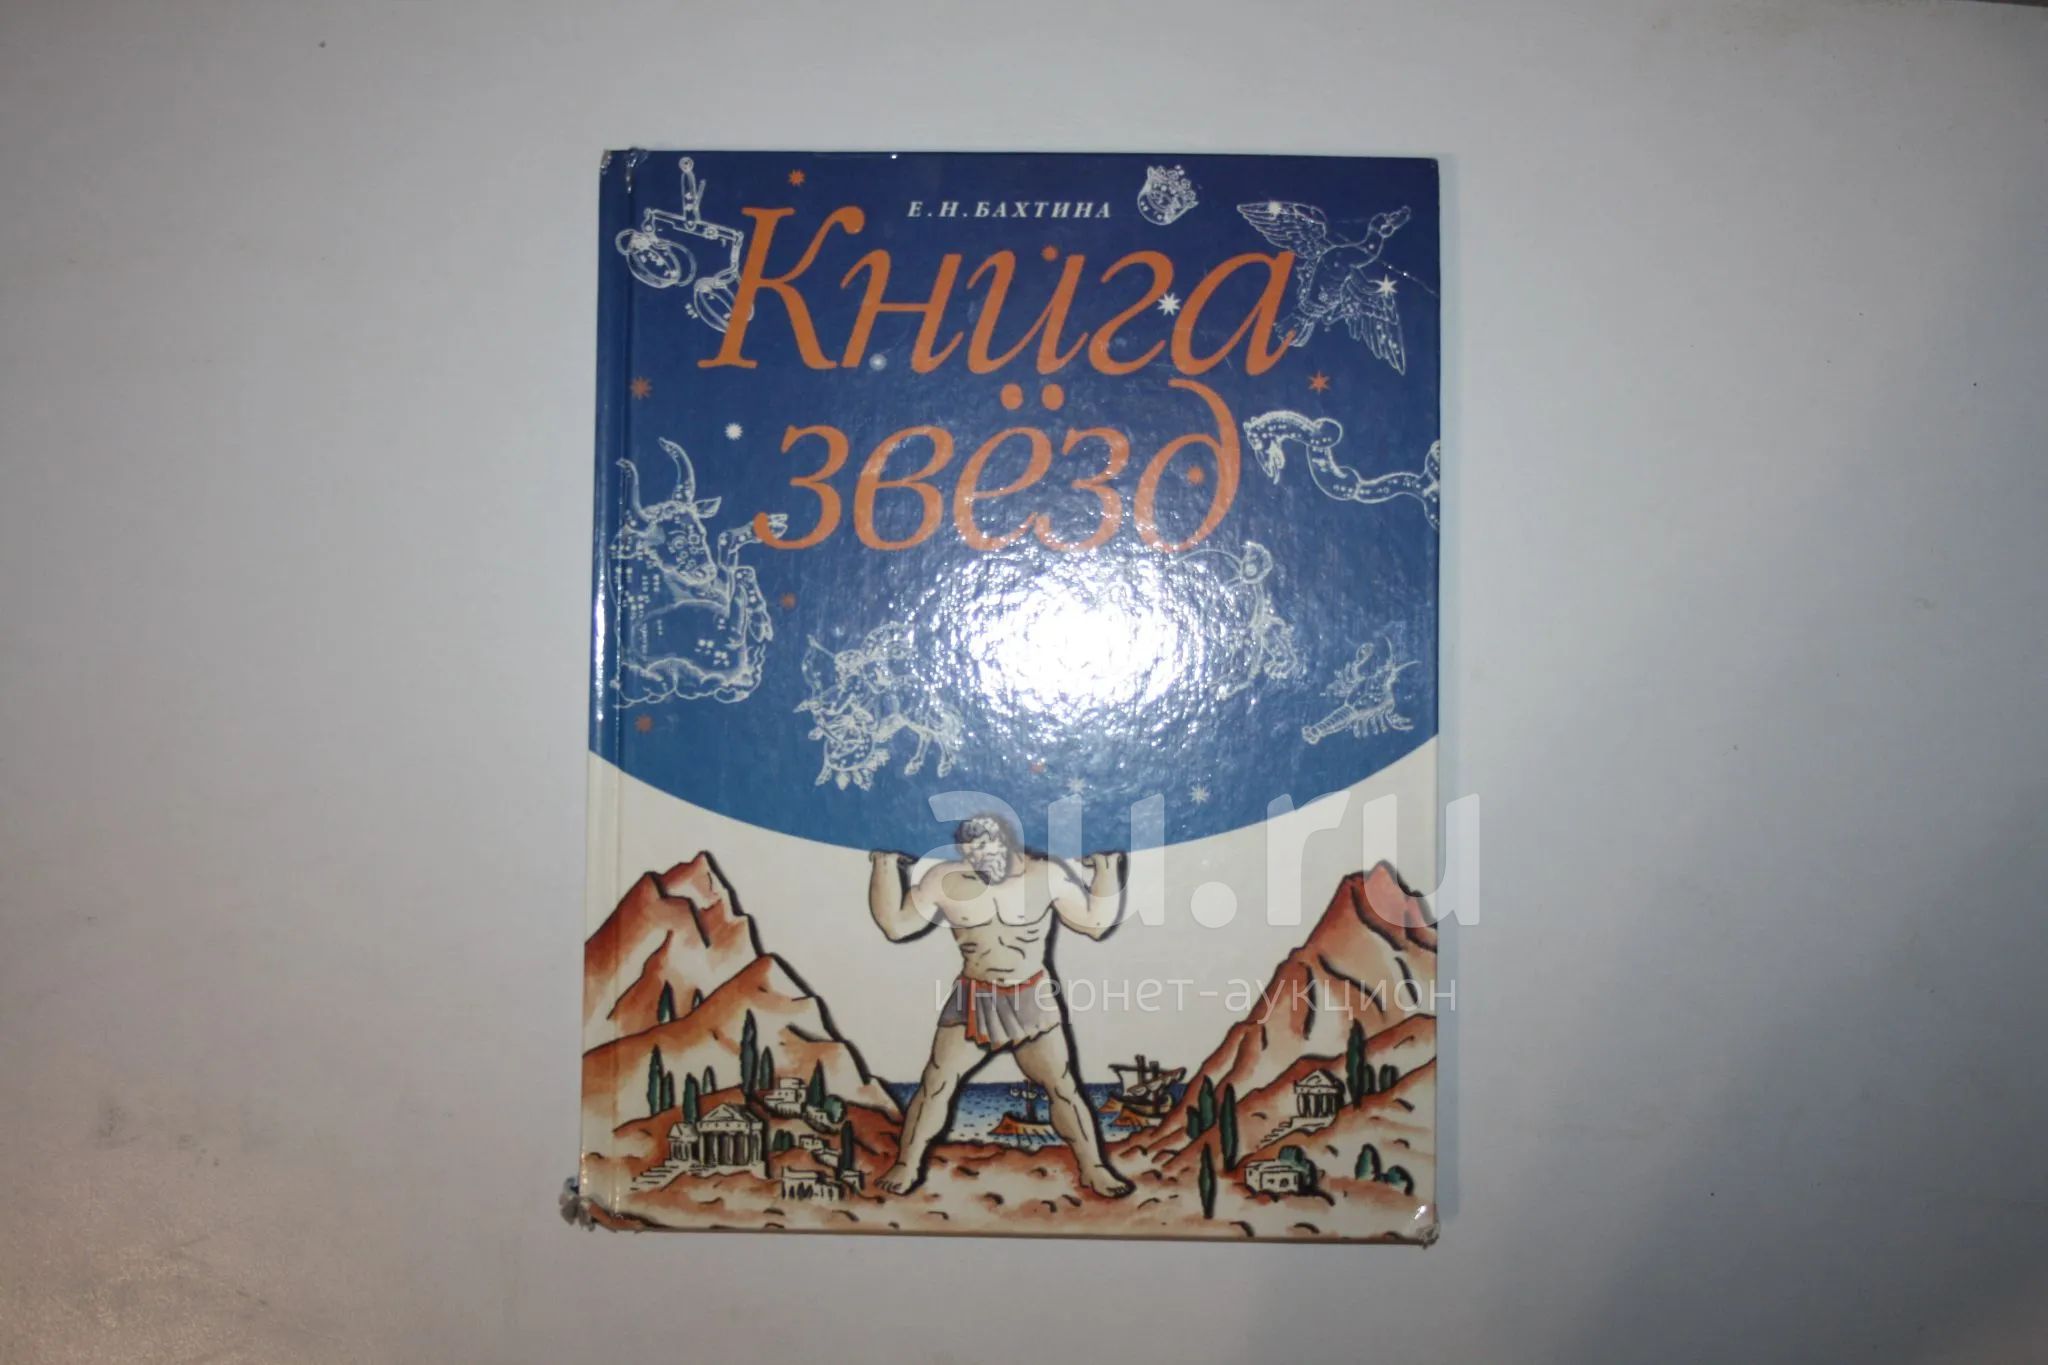 Е.Н.БАХТИНА
Книга
звёзд
au.ru
интернет-аукцион